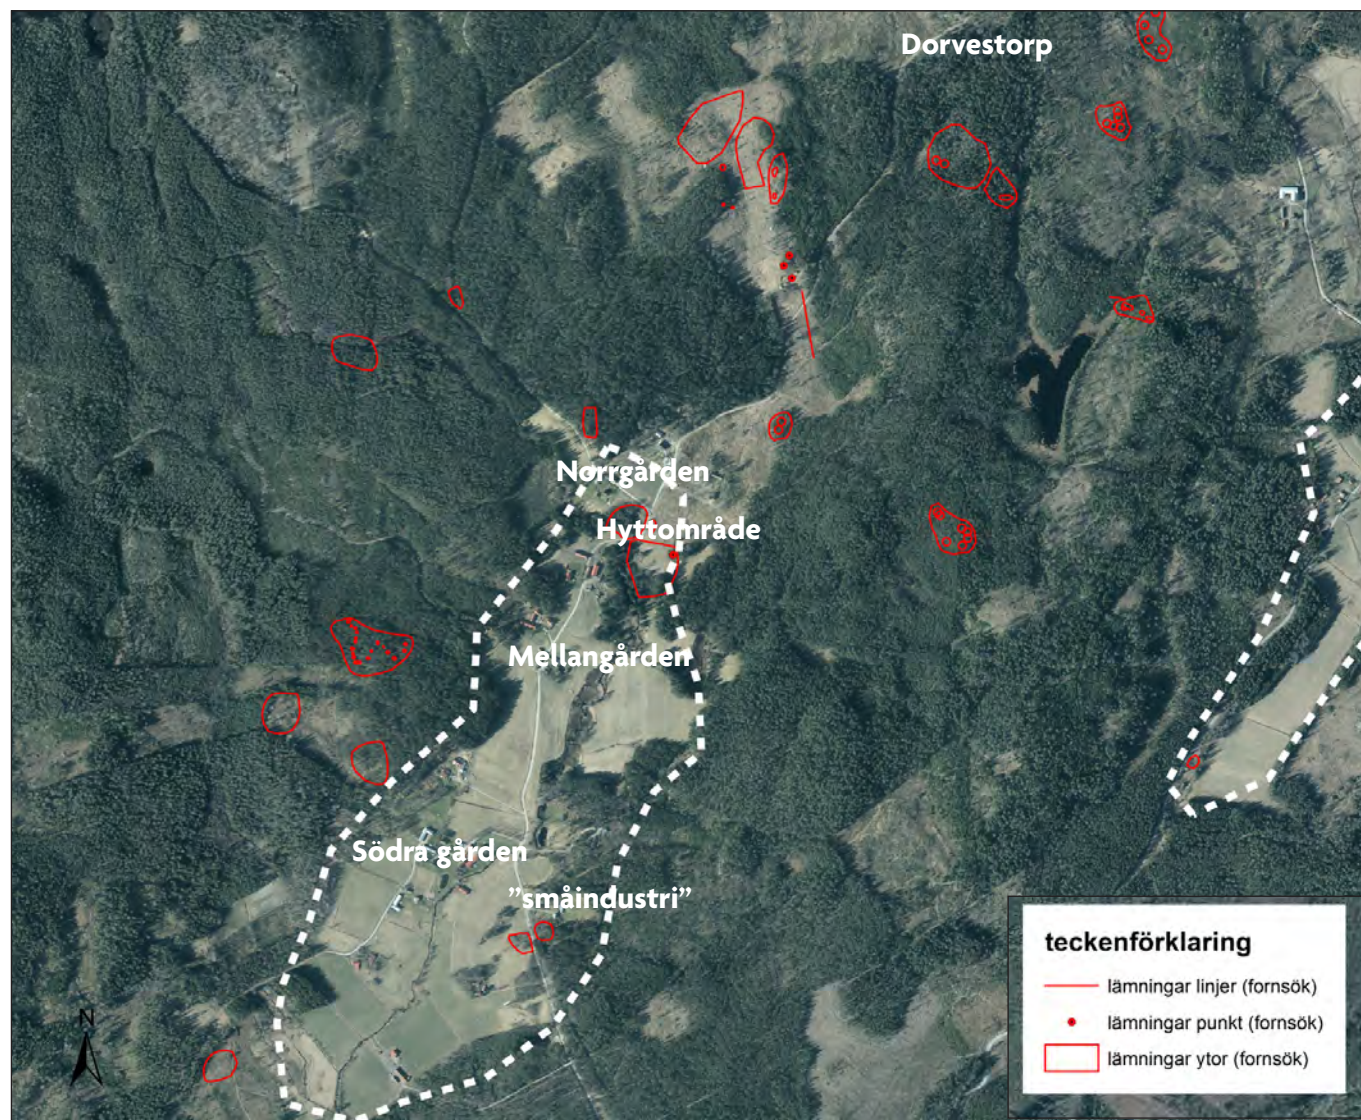 Dorvestorp
Norrgården
Hyttområde
Mellangården
Södra gården
”småindustri”
N
teckenförklaring
lämningar linjer (fornsök)
lämningar punkt (fornsök)
lämningar ytor (fornsök)